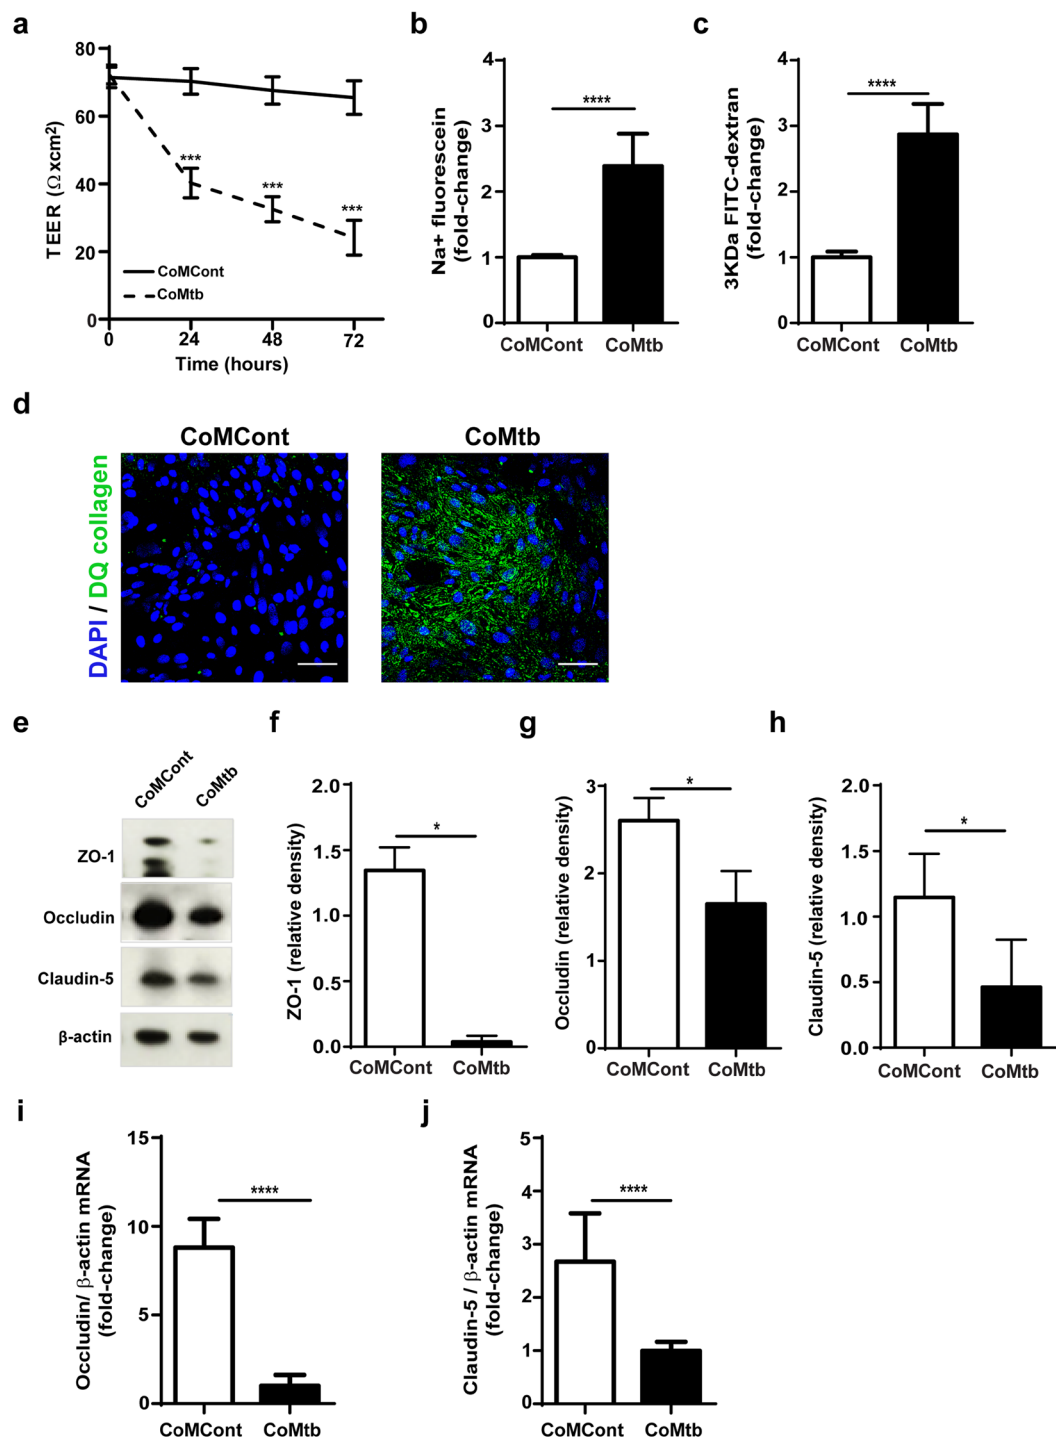 a
80
60
40
20
0
TEER (Ωxcm²)
***
***
***
CoMCont
CoMtb
0
24
48
72
Time (hours)
b
4
3
2
1
0
Na+ fluorescein
(fold-change)
****
CoMCont
CoMtb
c
4
3
2
1
0
3KDa FITC-dextran
(fold-change)
****
CoMCont
CoMtb
d
CoMCont
CoMtb
DAPI / DQ collagen
e
CoMCont
CoMtb
ZO-1
Occludin
Claudin-5
β-actin
f
2.0
1.5
1.0
0.5
0.0
ZO-1 (relative density)
*
CoMCont
CoMtb
g
3
2
1
0
Occludin (relative density)
*
CoMCont
CoMtb
h
2.0
1.5
1.0
0.5
0.0
Claudin-5 (relative density)
*
CoMCont
CoMtb
i
15
10
5
0
Occludin/ β-actin mRNA
(fold-change)
****
CoMCont
CoMtb
j
5
4
3
2
1
0
Claudin-5 / β-actin mRNA
(fold-change)
****
CoMCont
CoMtb